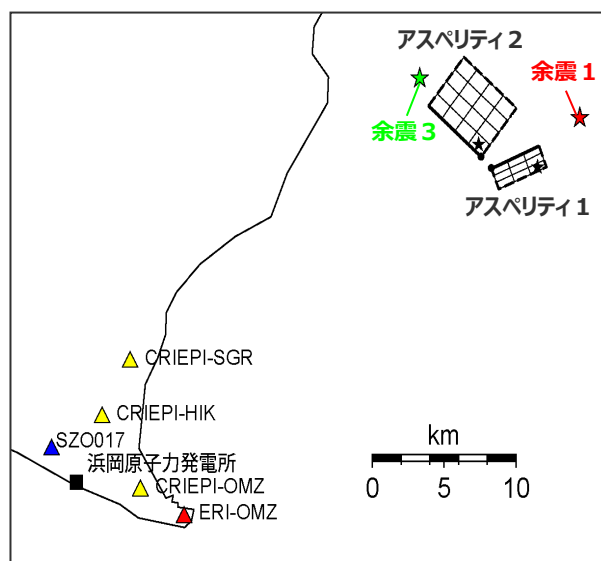 アスペリティ２
余震１
余震３
アスペリティ１
CRIEPI-SGR
CRIEPI-HIK
SZO017
浜岡原子力発電所
CRIEPI-OMZ
ERI-OMZ
km
0 5 10